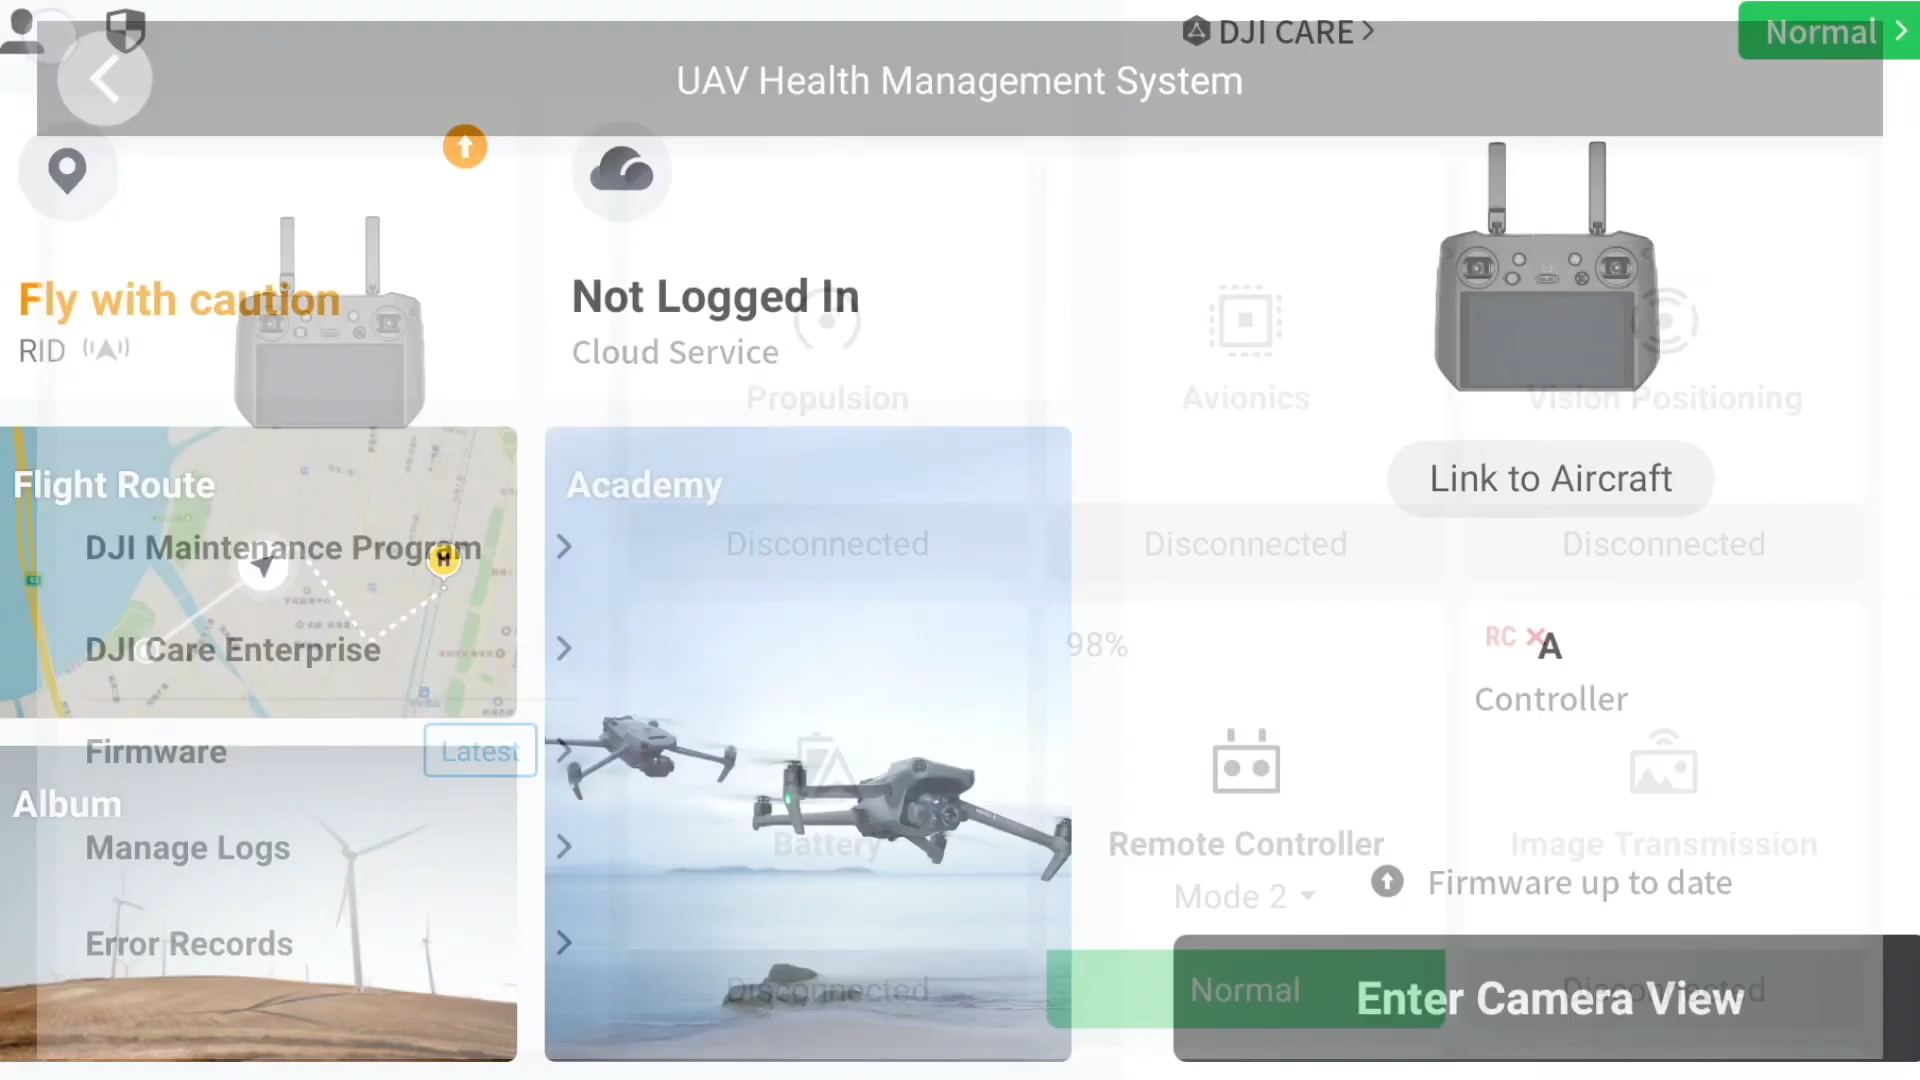 DJI CARE
Normal
UAV Health Management System
Fly with caution
RID
Not Logged In
Cloud Service
Propulsion
Avionics
Vision Positioning
Link to Aircraft
Flight Route
Academy
DJI Maintenance Program
H
Disconnected
Disconnected
Disconnected
DJI Care Enterprise
98%
RC
A
Controller
Firmware
Latest
Album
Manage Logs
Battery
Remote Controller
Image Transmission
Mode 2
Firmware up to date
Error Records
Disconnected
Normal
Disconnected
Enter Camera View